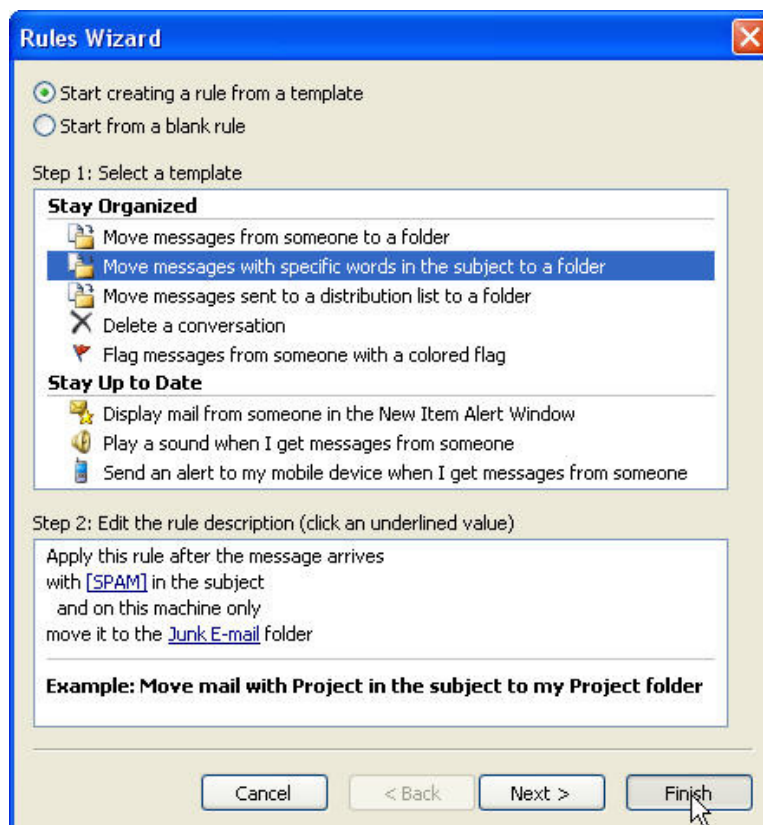 Rules Wizard
Start creating a rule from a template
Start from a blank rule
Step 1: Select a template
Stay Organized
Move messages from someone to a folder
Move messages with specific words in the subject to a folder
Move messages sent to a distribution list to a folder
Delete a conversation
Flag messages from someone with a colored flag
Stay Up to Date
Display mail from someone in the New Item Alert Window
Play a sound when I get messages from someone
Send an alert to my mobile device when I get messages from someone
Step 2: Edit the rule description (click an underlined value)
Apply this rule after the message arrives
with [SPAM] in the subject
and on this machine only
move it to the Junk E-mail folder
Example: Move mail with Project in the subject to my Project folder
Cancel < Back Next > Finish